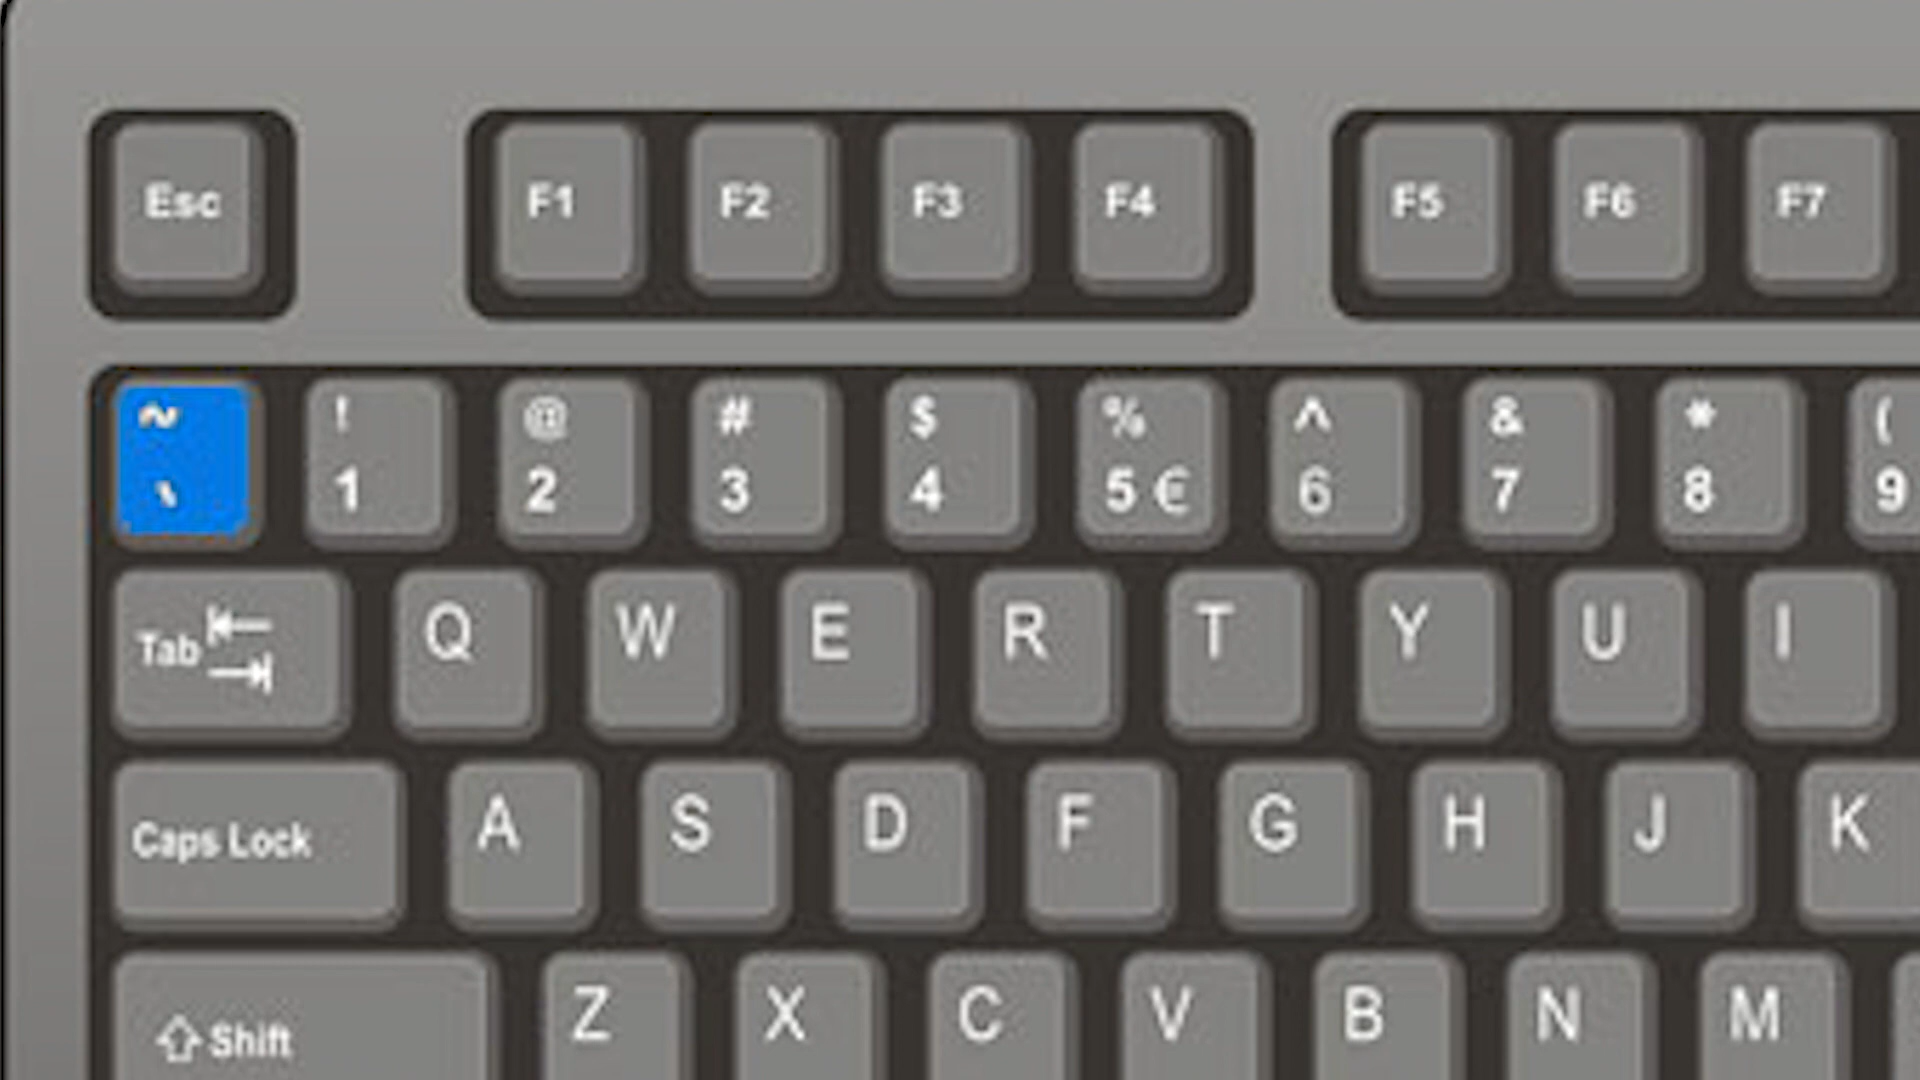 Esc F1 F2 F3 F4 F5 F6 F7
~ ! @ # $ % ^ & * (
` 1 2 3 4 5 € 6 7 8 9
Tab Q W E R T Y U I
Caps Lock A S D F G H J K
Shift Z X C V B N M